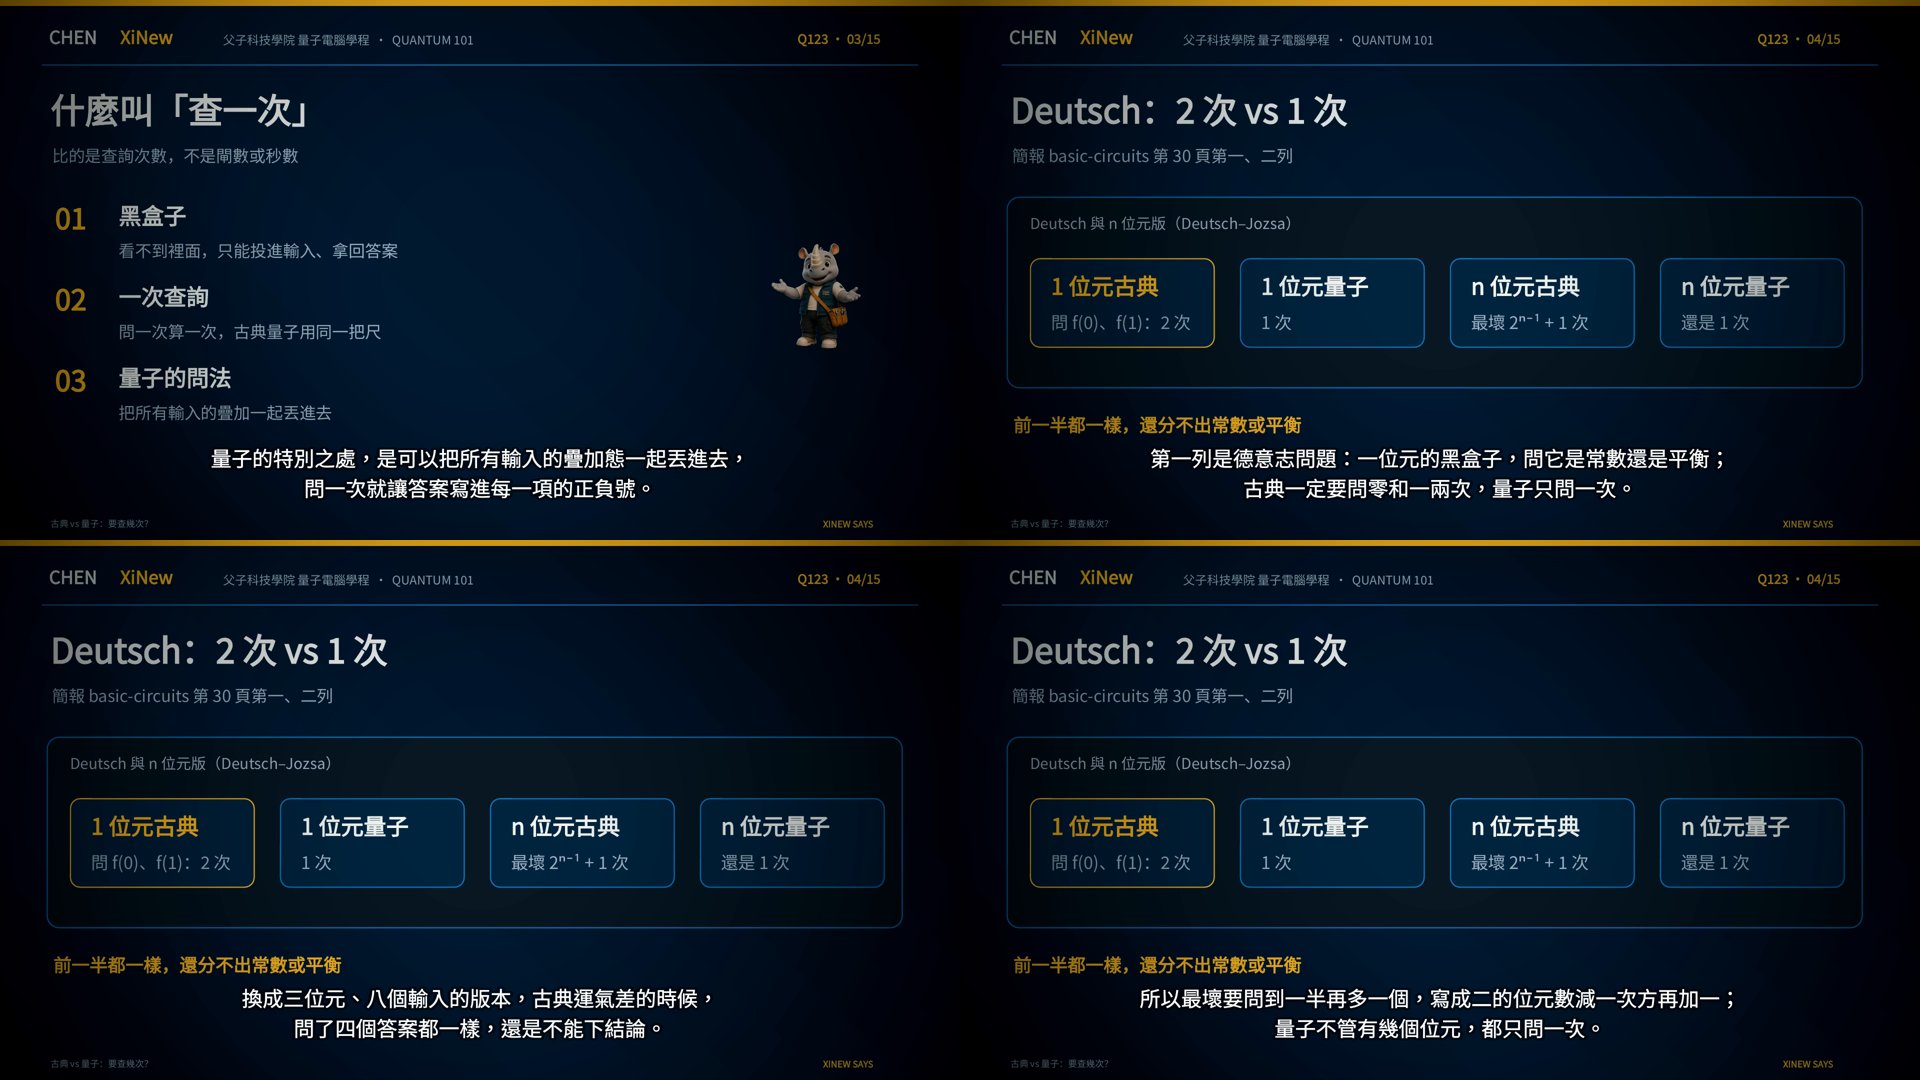 CHEN XiNew 父子科技學院 量子電腦學程 · QUANTUM 101 Q123 · 03/15
什麼叫「查一次」
比的是查詢次數，不是閘數或秒數
01 黑盒子
看不到裡面，只能投進輸入、拿回答案
02 一次查詢
問一次算一次，古典量子用同一把尺
03 量子的問法
把所有輸入的疊加一起丟進去
量子的特別之處，是可以把所有輸入的疊加態一起丟進去，
問一次就讓答案寫進每一項的正負號。
古典 vs 量子：要查幾次？ XINEW SAYS
CHEN XiNew 父子科技學院 量子電腦學程 · QUANTUM 101 Q123 · 04/15
Deutsch：2 次 vs 1 次
簡報 basic-circuits 第 30 頁第一、二列
Deutsch 與 n 位元版（Deutsch–Jozsa）
1 位元古典 1 位元量子 n 位元古典 n 位元量子
問 f(0)、f(1)：2 次 1 次 最壞 2ⁿ⁻¹ + 1 次 還是 1 次
前一半都一樣，還分不出常數或平衡
第一列是德意志問題：一位元的黑盒子，問它是常數還是平衡；
古典一定要問零和一兩次，量子只問一次。
古典 vs 量子：要查幾次？ XINEW SAYS
CHEN XiNew 父子科技學院 量子電腦學程 · QUANTUM 101 Q123 · 04/15
Deutsch：2 次 vs 1 次
簡報 basic-circuits 第 30 頁第一、二列
Deutsch 與 n 位元版（Deutsch–Jozsa）
1 位元古典 1 位元量子 n 位元古典 n 位元量子
問 f(0)、f(1)：2 次 1 次 最壞 2ⁿ⁻¹ + 1 次 還是 1 次
前一半都一樣，還分不出常數或平衡
換成三位元、八個輸入的版本，古典運氣差的時候，
問了四個答案都一樣，還是不能下結論。
古典 vs 量子：要查幾次？ XINEW SAYS
CHEN XiNew 父子科技學院 量子電腦學程 · QUANTUM 101 Q123 · 04/15
Deutsch：2 次 vs 1 次
簡報 basic-circuits 第 30 頁第一、二列
Deutsch 與 n 位元版（Deutsch–Jozsa）
1 位元古典 1 位元量子 n 位元古典 n 位元量子
問 f(0)、f(1)：2 次 1 次 最壞 2ⁿ⁻¹ + 1 次 還是 1 次
前一半都一樣，還分不出常數或平衡
所以最壞要問到一半再多一個，寫成二的位元數減一次方再加一；
量子不管有幾個位元，都只問一次。
古典 vs 量子：要查幾次？ XINEW SAYS